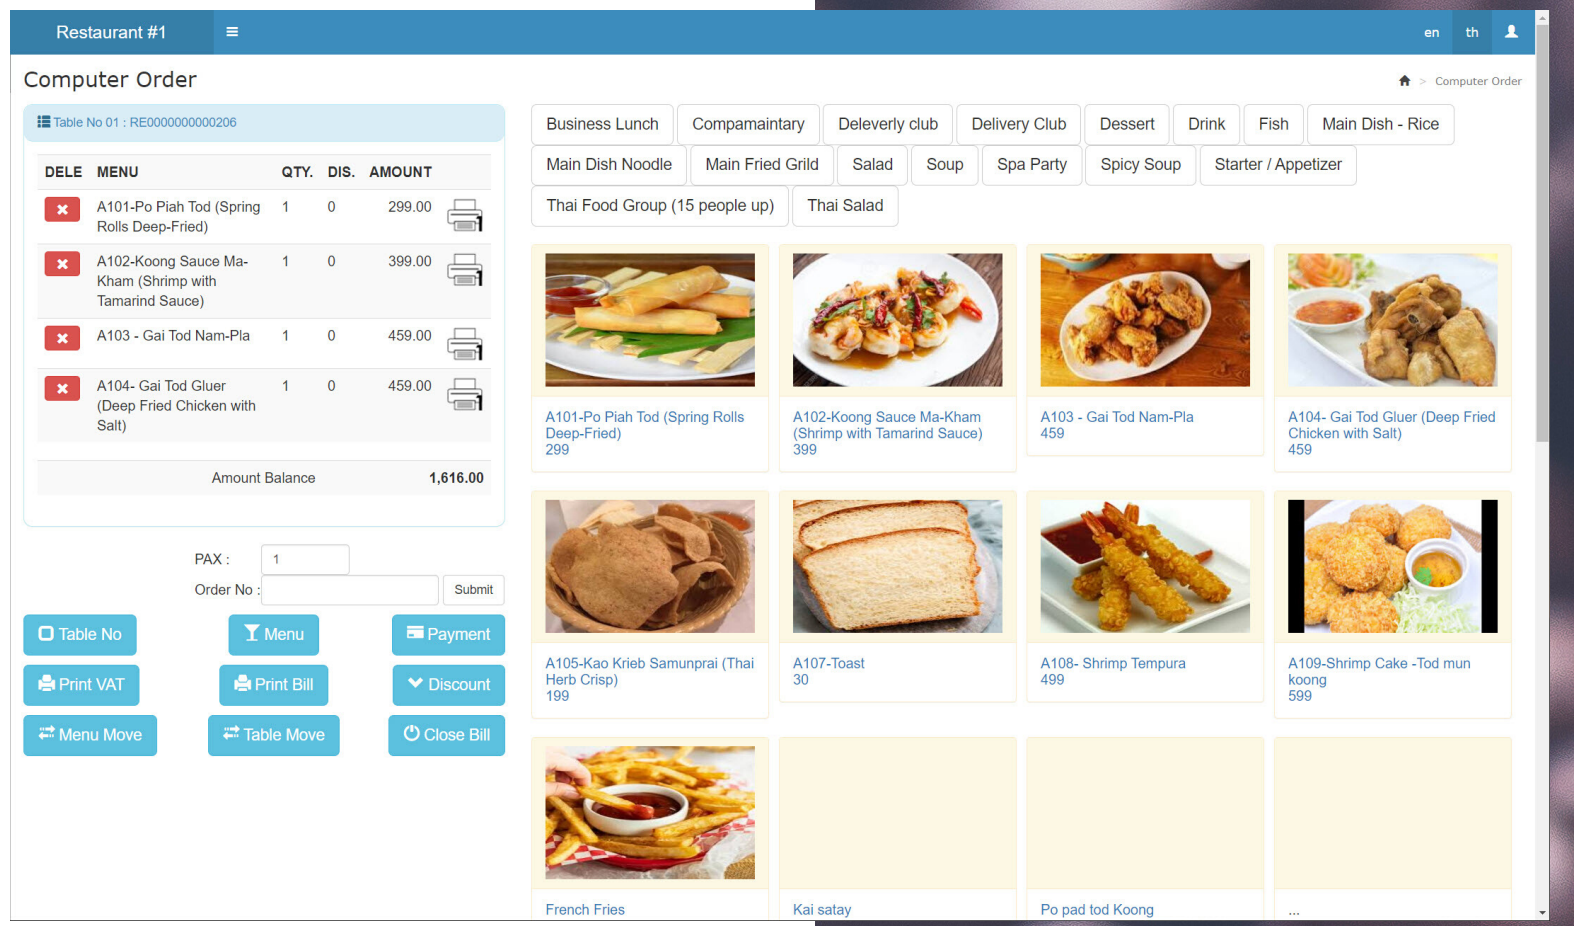 Restaurant #1
en th
Computer Order
> Computer Order
Table No 01 : RE0000000000206
DELE MENU QTY. DIS. AMOUNT
A101-Po Piah Tod (Spring 1 0 299.00
Rolls Deep-Fried)
A102-Koong Sauce Ma- 1 0 399.00
Kham (Shrimp with
Tamarind Sauce)
A103 - Gai Tod Nam-Pla 1 0 459.00
A104- Gai Tod Gluer 1 0 459.00
(Deep Fried Chicken with
Salt)
Amount Balance 1,616.00
PAX : 1
Order No : Submit
Table No Menu Payment
Print VAT Print Bill Discount
Menu Move Table Move Close Bill
Business Lunch Compamaintary Deleverly club Delivery Club Dessert Drink Fish Main Dish - Rice
Main Dish Noodle Main Fried Grild Salad Soup Spa Party Spicy Soup Starter / Appetizer
Thai Food Group (15 people up) Thai Salad
A101-Po Piah Tod (Spring Rolls
Deep-Fried)
299
A102-Koong Sauce Ma-Kham
(Shrimp with Tamarind Sauce)
399
A103 - Gai Tod Nam-Pla
459
A104- Gai Tod Gluer (Deep Fried
Chicken with Salt)
459
A105-Kao Krieb Samunprai (Thai
Herb Crisp)
199
A107-Toast
30
A108- Shrimp Tempura
499
A109-Shrimp Cake -Tod mun
koong
599
French Fries
Kai satay
Po pad tod Koong
...